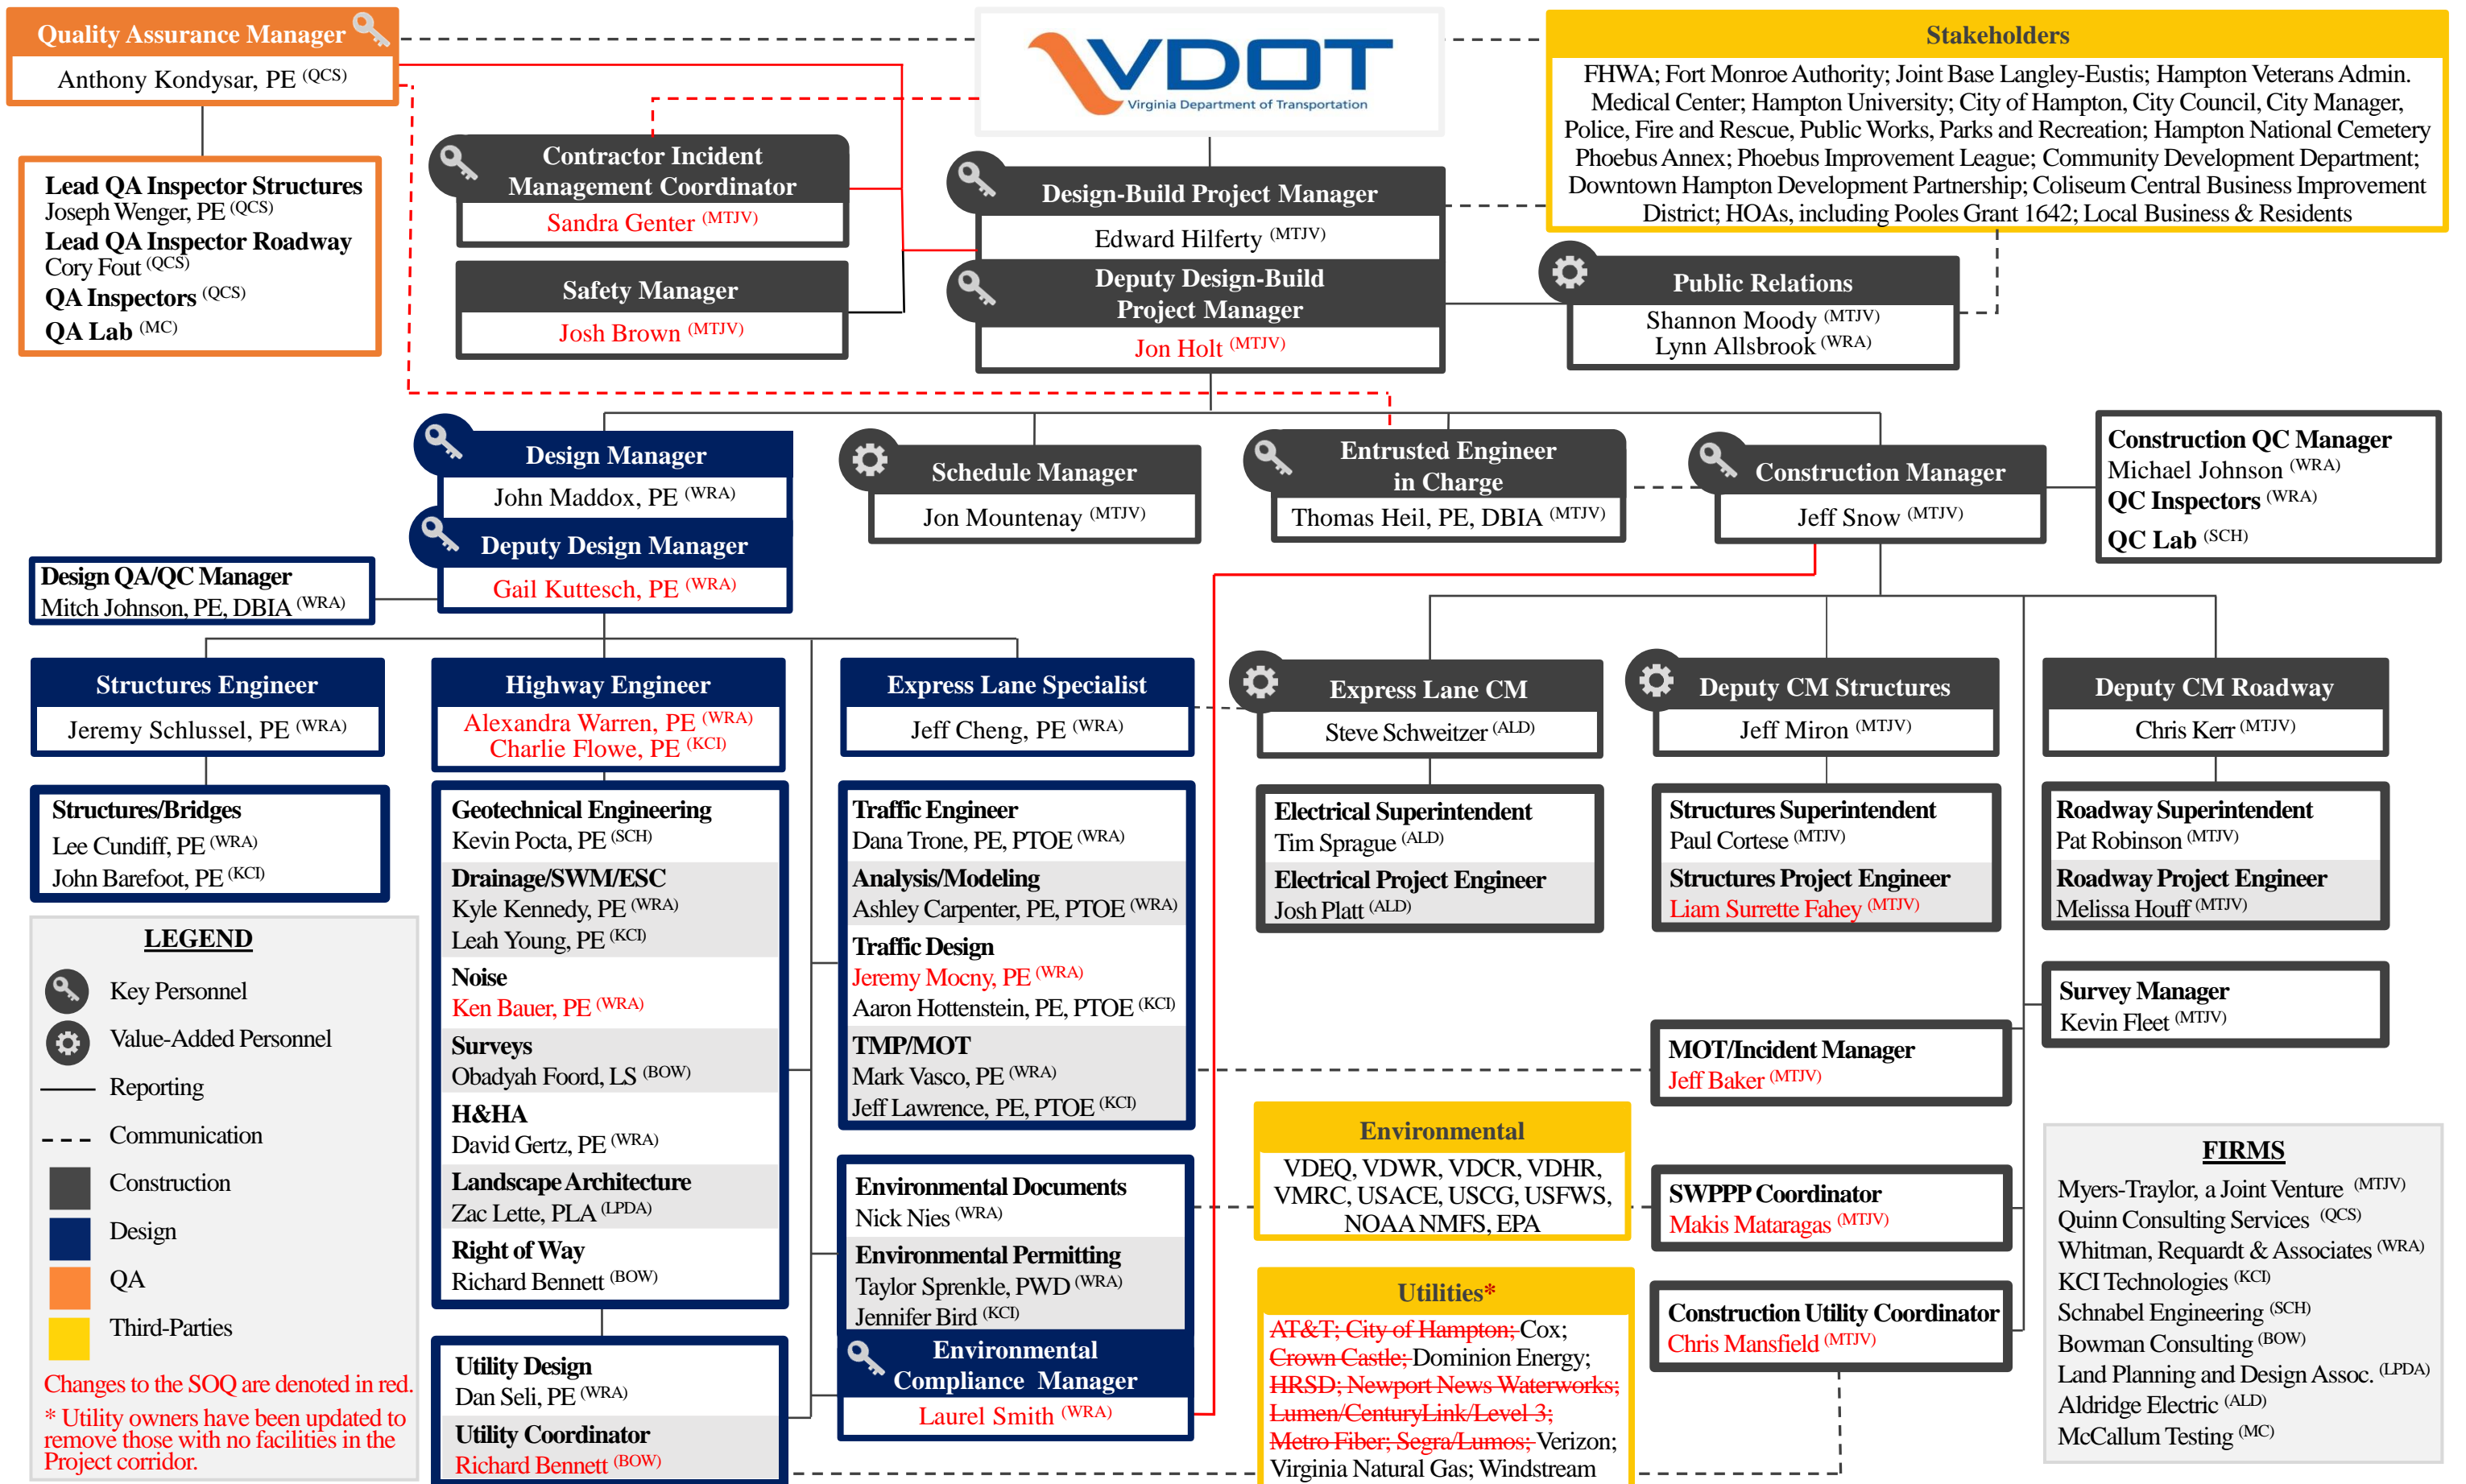 Quality Assurance Manager
Anthony Kondysar, PE (QCS)
Lead QA Inspector Structures
Joseph Wenger, PE (QCS)
Lead QA Inspector Roadway
Cory Fout (QCS)
QA Inspectors (QCS)
QA Lab (MC)
VDOT
Virginia Department of Transportation
Stakeholders
FHWA; Fort Monroe Authority; Joint Base Langley-Eustis; Hampton Veterans Admin.
Medical Center; Hampton University; City of Hampton, City Council, City Manager,
Police, Fire and Rescue, Public Works, Parks and Recreation; Hampton National Cemetery
Phoebus Annex; Phoebus Improvement League; Community Development Department;
Downtown Hampton Development Partnership; Coliseum Central Business Improvement
District; HOAs, including Pooles Grant 1642; Local Business & Residents
Contractor Incident
Management Coordinator
Sandra Genter (MTJV)
Safety Manager
Josh Brown (MTJV)
Design-Build Project Manager
Edward Hilferty (MTJV)
Deputy Design-Build
Project Manager
Jon Holt (MTJV)
Public Relations
Shannon Moody (MTJV)
Lynn Allsbrook (WRA)
Design Manager
John Maddox, PE (WRA)
Deputy Design Manager
Gail Kuttesch, PE (WRA)
Schedule Manager
Jon Mountenay (MTJV)
Entrusted Engineer
in Charge
Thomas Heil, PE, DBIA (MTJV)
Construction Manager
Jeff Snow (MTJV)
Construction QC Manager
Michael Johnson (WRA)
QC Inspectors (WRA)
QC Lab (SCH)
Design QA/QC Manager
Mitch Johnson, PE, DBIA (WRA)
Structures Engineer
Jeremy Schlussel, PE (WRA)
Structures/Bridges
Lee Cundiff, PE (WRA)
John Barefoot, PE (KCI)
Highway Engineer
Alexandra Warren, PE (WRA)
Charlie Flowe, PE (KCI)
Geotechnical Engineering
Kevin Pocta, PE (SCH)
Drainage/SWM/ESC
Kyle Kennedy, PE (WRA)
Leah Young, PE (KCI)
Noise
Ken Bauer, PE (WRA)
Surveys
Obadyah Foord, LS (BOW)
H&HA
David Gertz, PE (WRA)
Landscape Architecture
Zac Lette, PLA (LPDA)
Right of Way
Richard Bennett (BOW)
Utility Design
Dan Seli, PE (WRA)
Utility Coordinator
Richard Bennett (BOW)
Express Lane Specialist
Jeff Cheng, PE (WRA)
Traffic Engineer
Dana Trone, PE, PTOE (WRA)
Analysis/Modeling
Ashley Carpenter, PE, PTOE (WRA)
Traffic Design
Jeremy Mocny, PE (WRA)
Aaron Hottenstein, PE, PTOE (KCI)
TMP/MOT
Mark Vasco, PE (WRA)
Jeff Lawrence, PE, PTOE (KCI)
Environmental Documents
Nick Nies (WRA)
Environmental Permitting
Taylor Sprenkle, PWD (WRA)
Jennifer Bird (KCI)
Environmental
Compliance Manager
Laurel Smith (WRA)
Express Lane CM
Steve Schweitzer (ALD)
Electrical Superintendent
Tim Sprague (ALD)
Electrical Project Engineer
Josh Platt (ALD)
Deputy CM Structures
Jeff Miron (MTJV)
Structures Superintendent
Paul Cortese (MTJV)
Structures Project Engineer
Liam Surrette Fahey (MTJV)
Deputy CM Roadway
Chris Kerr (MTJV)
Roadway Superintendent
Pat Robinson (MTJV)
Roadway Project Engineer
Melissa Houff (MTJV)
Survey Manager
Kevin Fleet (MTJV)
MOT/Incident Manager
Jeff Baker (MTJV)
Environmental
VDEQ, VDWR, VDCR, VDHR,
VMRC, USACE, USCG, USFWS,
NOAA NMFS, EPA
SWPPP Coordinator
Makis Mataragas (MTJV)
Utilities*
AT&T; City of Hampton; Cox;
Crown Castle; Dominion Energy;
HRSD; Newport News Waterworks;
Lumen/CenturyLink/Level 3;
Metro Fiber; Segra/Lumos; Verizon;
Virginia Natural Gas; Windstream
Construction Utility Coordinator
Chris Mansfield (MTJV)
LEGEND
Key Personnel
Value-Added Personnel
Reporting
Communication
Construction
Design
QA
Third-Parties
Changes to the SOQ are denoted in red.
* Utility owners have been updated to
remove those with no facilities in the
Project corridor.
FIRMS
Myers-Traylor, a Joint Venture (MTJV)
Quinn Consulting Services (QCS)
Whitman, Requardt & Associates (WRA)
KCI Technologies (KCI)
Schnabel Engineering (SCH)
Bowman Consulting (BOW)
Land Planning and Design Assoc. (LPDA)
Aldridge Electric (ALD)
McCallum Testing (MC)